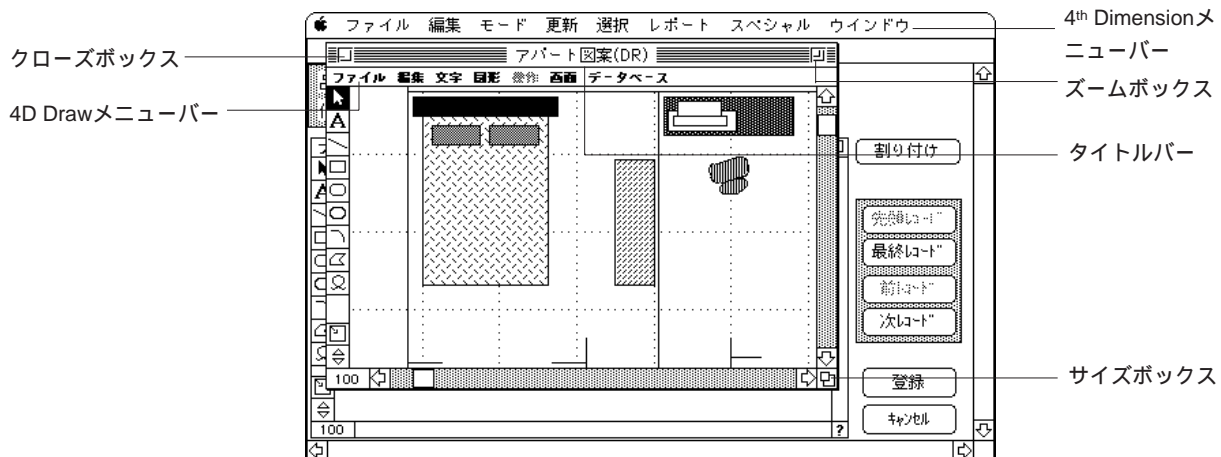 ファイル 編集 モード 更新 選択 レポート スペシャル ウインドウ
4th Dimensionメ
ニューバー
クローズボックス
アパート図案(DR)
ズームボックス
ファイル 編集 文字 図形 画面 データベース
4D Drawメニューバー
A
タイトルバー
割り付け
先頭レコード
最終レコード
前レコード
次レコード
100
サイズボックス
登録
キャンセル
100
?